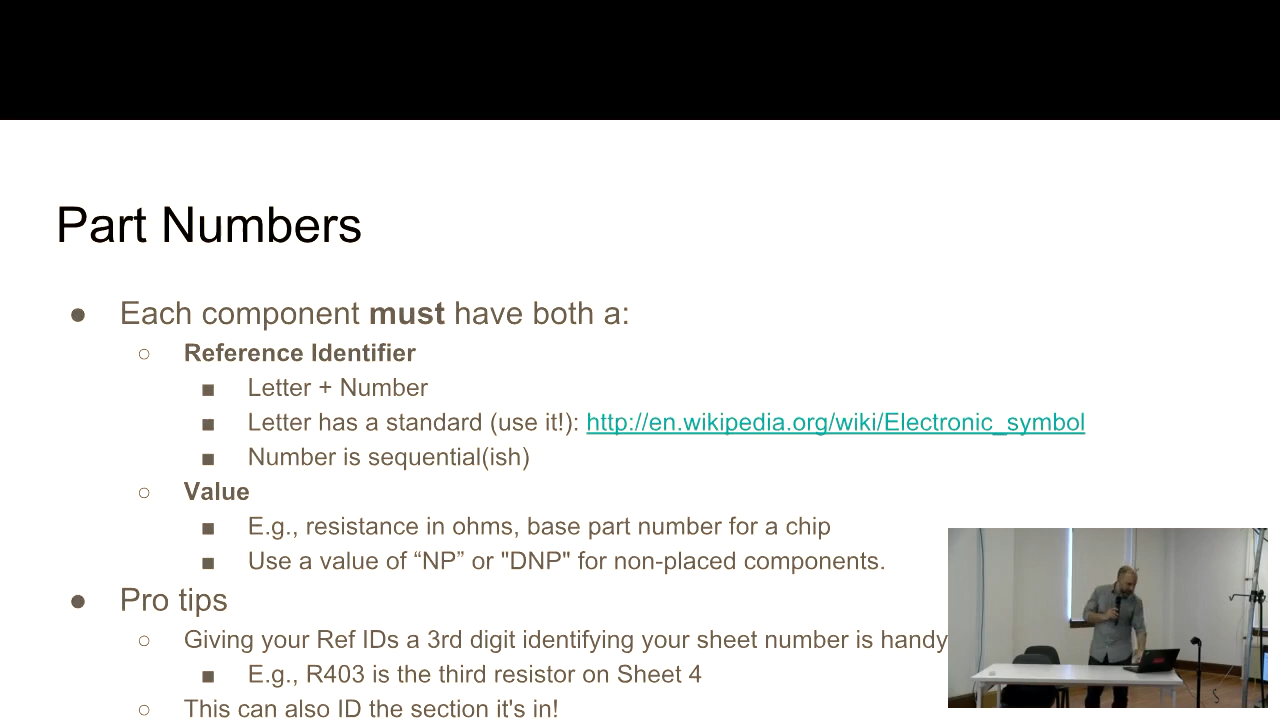 Part Numbers
● Each component must have both a:
○ Reference Identifier
■ Letter + Number
■ Letter has a standard (use it!): http://en.wikipedia.org/wiki/Electronic_symbol
■ Number is sequential(ish)
○ Value
■ E.g., resistance in ohms, base part number for a chip
■ Use a value of “NP” or "DNP" for non-placed components.
● Pro tips
○ Giving your Ref IDs a 3rd digit identifying your sheet number is handy
■ E.g., R403 is the third resistor on Sheet 4
○ This can also ID the section it's in!